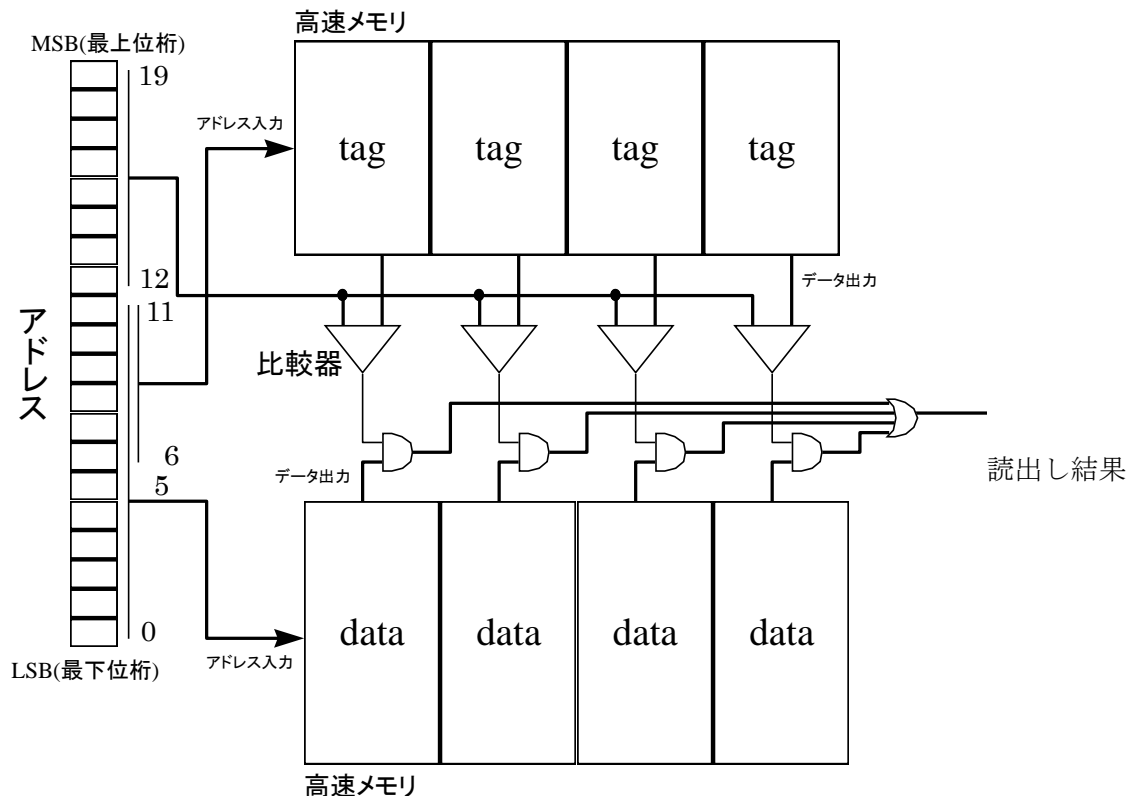 高速メモリ
MSB(最上位桁)
19
アドレス入力
tag
tag
tag
tag
12
データ出力
11
アドレス
比較器
6
5
データ出力
読出し結果
data
data
data
data
0
アドレス入力
LSB(最下位桁)
高速メモリ